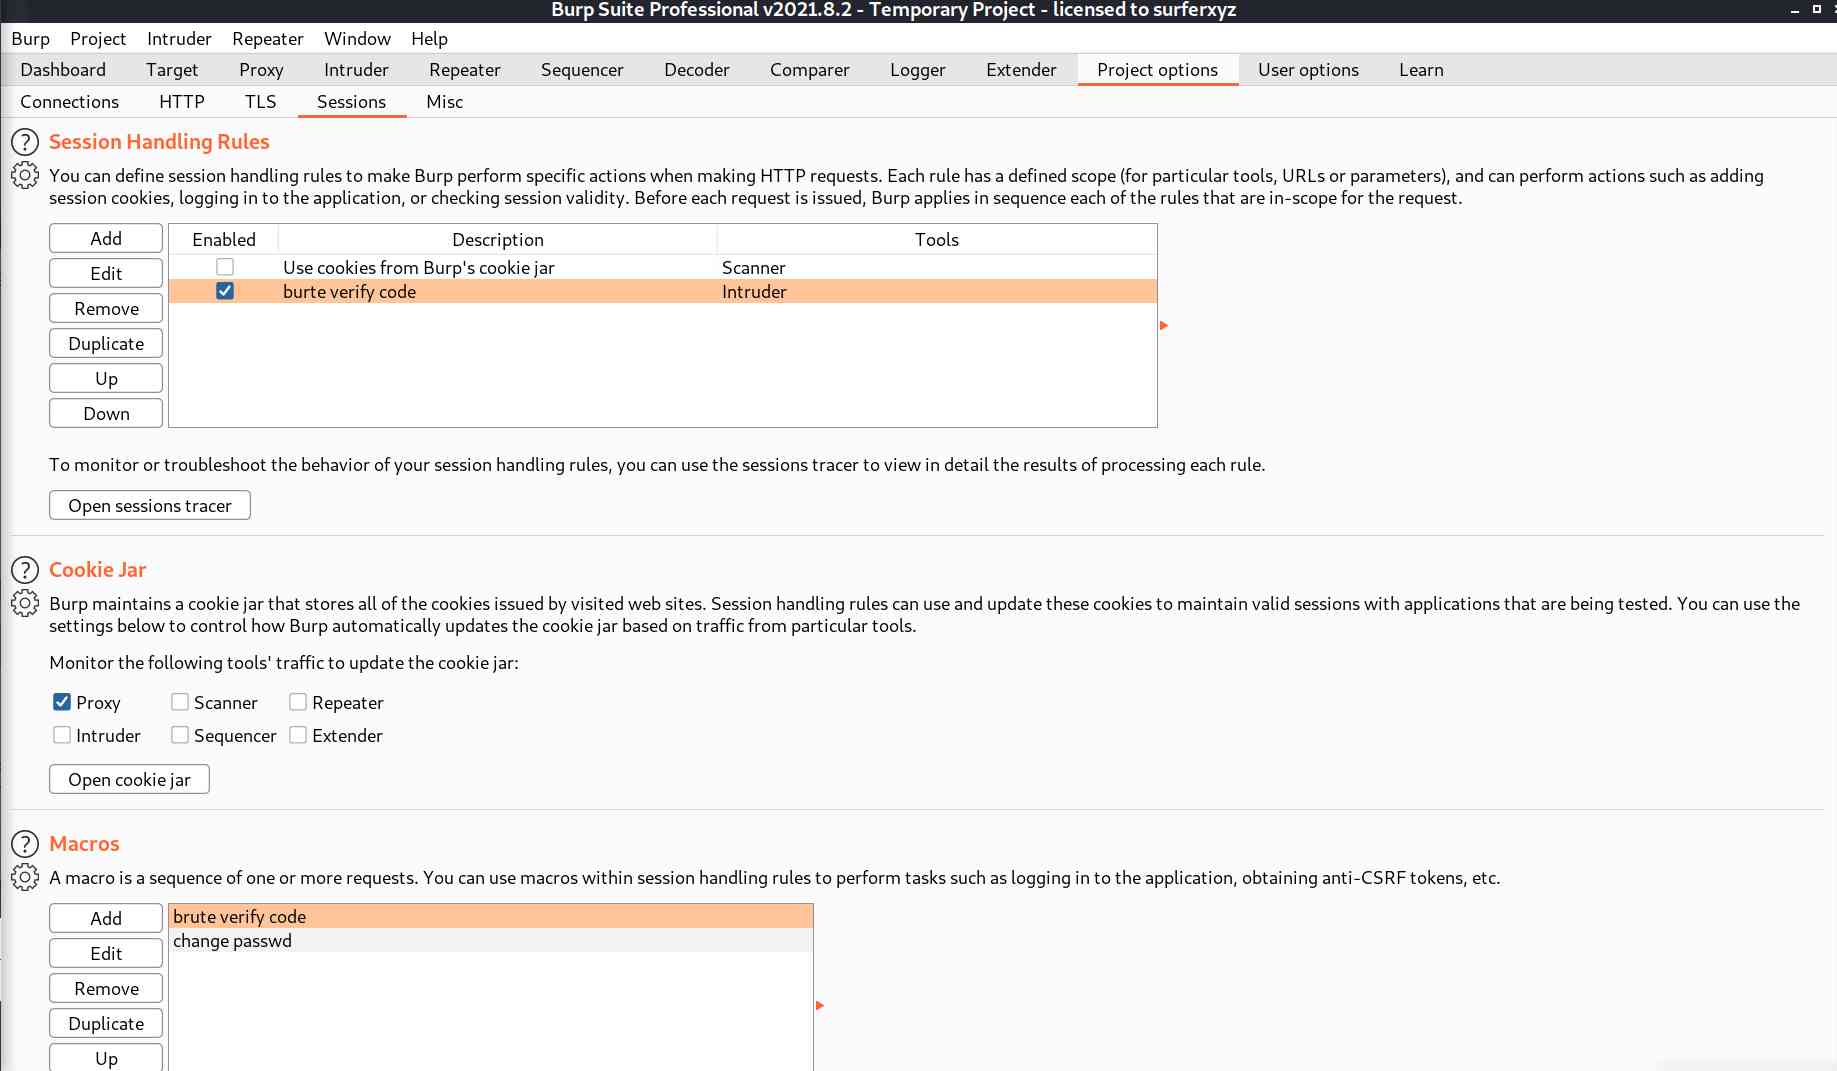 Burp Suite Professional v2021.8.2 - Temporary Project - licensed to surferxyz
Burp Project Intruder Repeater Window Help
Dashboard Target Proxy Intruder Repeater Sequencer Decoder Comparer Logger Extender Project options User options Learn
Connections HTTP TLS Sessions Misc
? Session Handling Rules
You can define session handling rules to make Burp perform specific actions when making HTTP requests. Each rule has a defined scope (for particular tools, URLs or parameters), and can perform actions such as adding
session cookies, logging in to the application, or checking session validity. Before each request is issued, Burp applies in sequence each of the rules that are in-scope for the request.
Add Enabled Description Tools
Use cookies from Burp's cookie jar Scanner
Edit
burte verify code Intruder
Remove
Duplicate
Up
Down
To monitor or troubleshoot the behavior of your session handling rules, you can use the sessions tracer to view in detail the results of processing each rule.
Open sessions tracer
? Cookie Jar
Burp maintains a cookie jar that stores all of the cookies issued by visited web sites. Session handling rules can use and update these cookies to maintain valid sessions with applications that are being tested. You can use the
settings below to control how Burp automatically updates the cookie jar based on traffic from particular tools.
Monitor the following tools' traffic to update the cookie jar:
Proxy Scanner Repeater
Intruder Sequencer Extender
Open cookie jar
? Macros
A macro is a sequence of one or more requests. You can use macros within session handling rules to perform tasks such as logging in to the application, obtaining anti-CSRF tokens, etc.
Add brute verify code
change passwd
Edit
Remove
Duplicate
Up